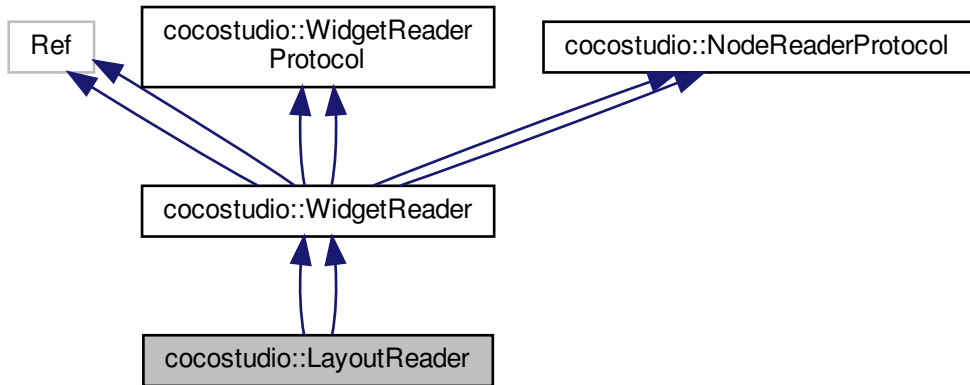 Ref
cocostudio::WidgetReader
Protocol
cocostudio::NodeReaderProtocol
cocostudio::WidgetReader
cocostudio::LayoutReader